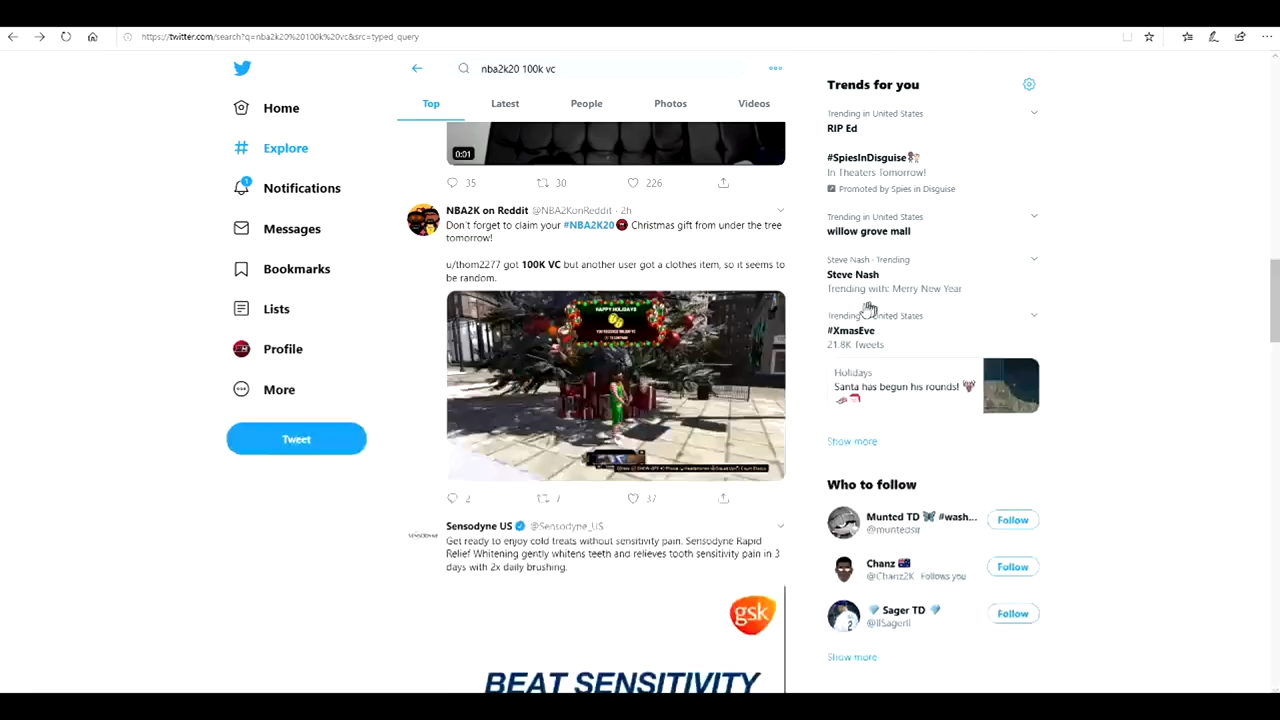 https://twitter.com/search?q=nba2k20%20100k%20vc&src=typed_query
nba2k20 100k vc
Home
Explore
Notifications
1
Messages
Bookmarks
Lists
Profile
More
Tweet
Top
Latest
People
Photos
Videos
0:01
35
30
226
NBA2K on Reddit @NBA2KonReddit · 2h
Don't forget to claim your #NBA2K20 Christmas gift from under the tree
tomorrow!
u/thom2277 got 100K VC but another user got a clothes item, so it seems to
be random.
HAPPY HOLIDAYS
2
7
37
Sensodyne US @Sensodyne_US
Get ready to enjoy cold treats without sensitivity pain. Sensodyne Rapid
Relief Whitening gently whitens teeth and relieves tooth sensitivity pain in 3
days with 2x daily brushing.
SENSODYNE
gsk
BEAT SENSITIVITY
Trends for you
Trending in United States
RIP Ed
#SpiesInDisguise
In Theaters Tomorrow!
Promoted by Spies in Disguise
Trending in United States
willow grove mall
Steve Nash · Trending
Steve Nash
Trending with: Merry New Year
Trending in United States
#XmasEve
21.8K Tweets
Holidays
Santa has begun his rounds!
Show more
Who to follow
Munted TD #wash...
@muntedsir
Follow
Chanz
@Chanz2K Follows you
Follow
Sager TD
Follow
Show more